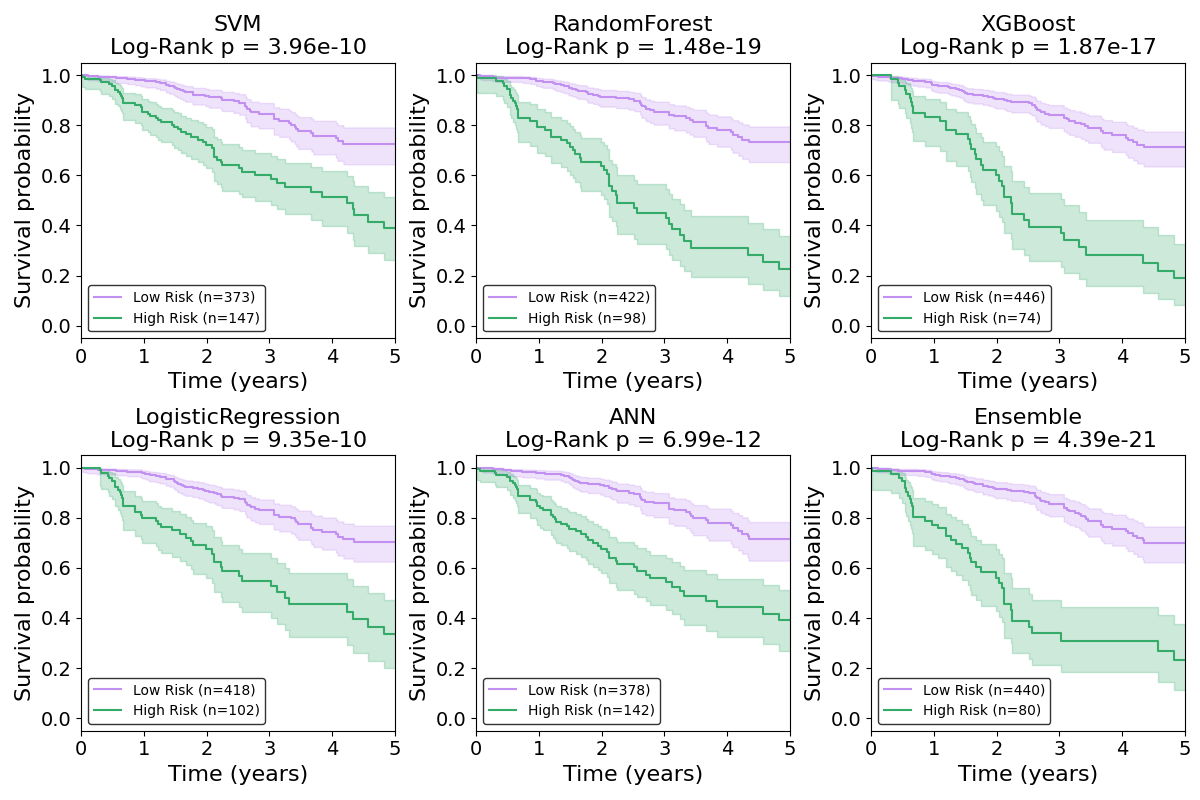 SVM
Log-Rank p = 3.96e-10
Survival probability
1.0
0.8
0.6
0.4
0.2
0.0
Low Risk (n=373)
High Risk (n=147)
0 1 2 3 4 5
Time (years)
RandomForest
Log-Rank p = 1.48e-19
Survival probability
1.0
0.8
0.6
0.4
0.2
0.0
Low Risk (n=422)
High Risk (n=98)
0 1 2 3 4 5
Time (years)
XGBoost
Log-Rank p = 1.87e-17
Survival probability
1.0
0.8
0.6
0.4
0.2
0.0
Low Risk (n=446)
High Risk (n=74)
0 1 2 3 4 5
Time (years)
LogisticRegression
Log-Rank p = 9.35e-10
Survival probability
1.0
0.8
0.6
0.4
0.2
0.0
Low Risk (n=418)
High Risk (n=102)
0 1 2 3 4 5
Time (years)
ANN
Log-Rank p = 6.99e-12
Survival probability
1.0
0.8
0.6
0.4
0.2
0.0
Low Risk (n=378)
High Risk (n=142)
0 1 2 3 4 5
Time (years)
Ensemble
Log-Rank p = 4.39e-21
Survival probability
1.0
0.8
0.6
0.4
0.2
0.0
Low Risk (n=440)
High Risk (n=80)
0 1 2 3 4 5
Time (years)